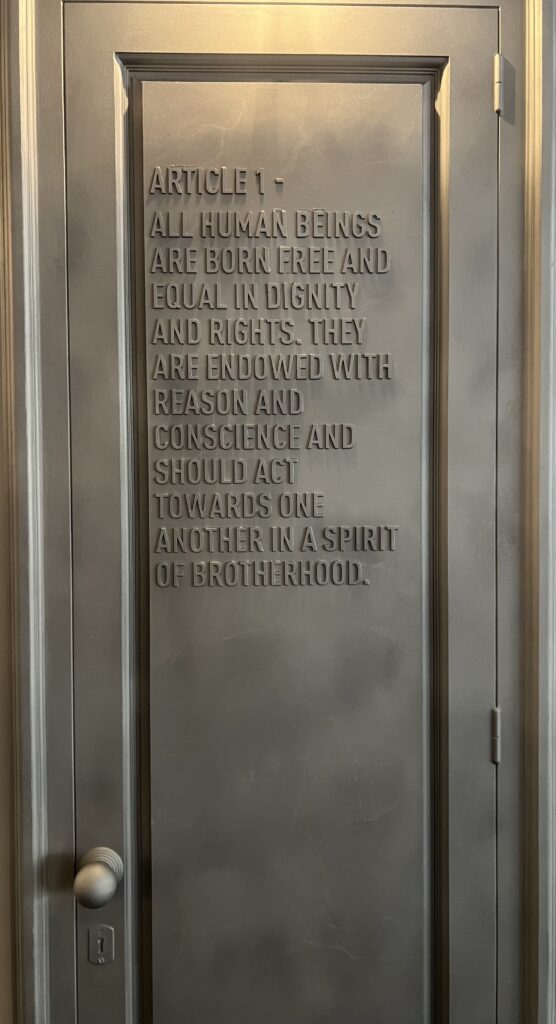 ARTICLE 1 -
ALL HUMAN BEINGS
ARE BORN FREE AND
EQUAL IN DIGNITY
AND RIGHTS. THEY
ARE ENDOWED WITH
REASON AND
CONSCIENCE AND
SHOULD ACT
TOWARDS ONE
ANOTHER IN A SPIRIT
OF BROTHERHOOD.